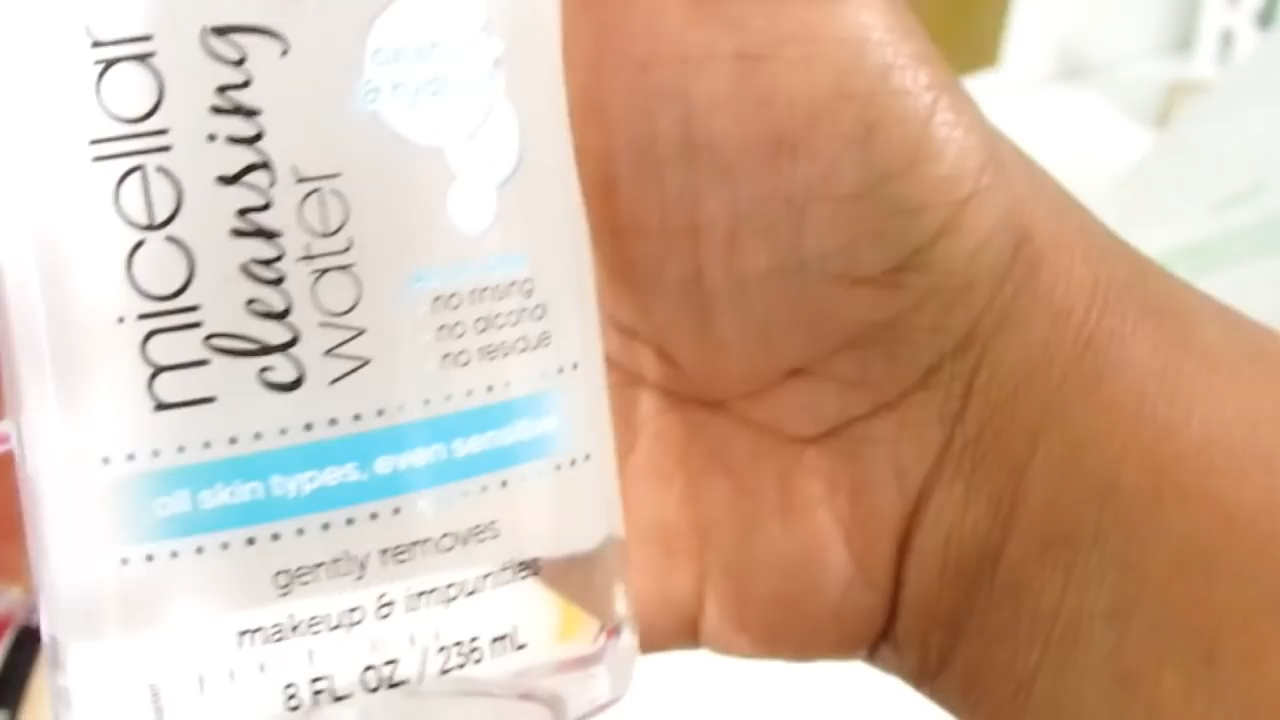 micellar
cleansing
water
& hydr
no rinsing
no alcohol
no residue
all skin types, even sensitive
gently removes
makeup & impurities
8 FL. OZ. / 236 mL